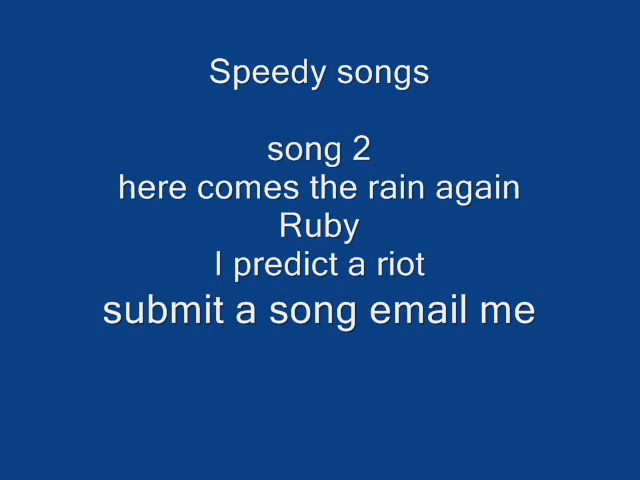 Speedy songs
song 2
here comes the rain again
Ruby
I predict a riot
submit a song email me